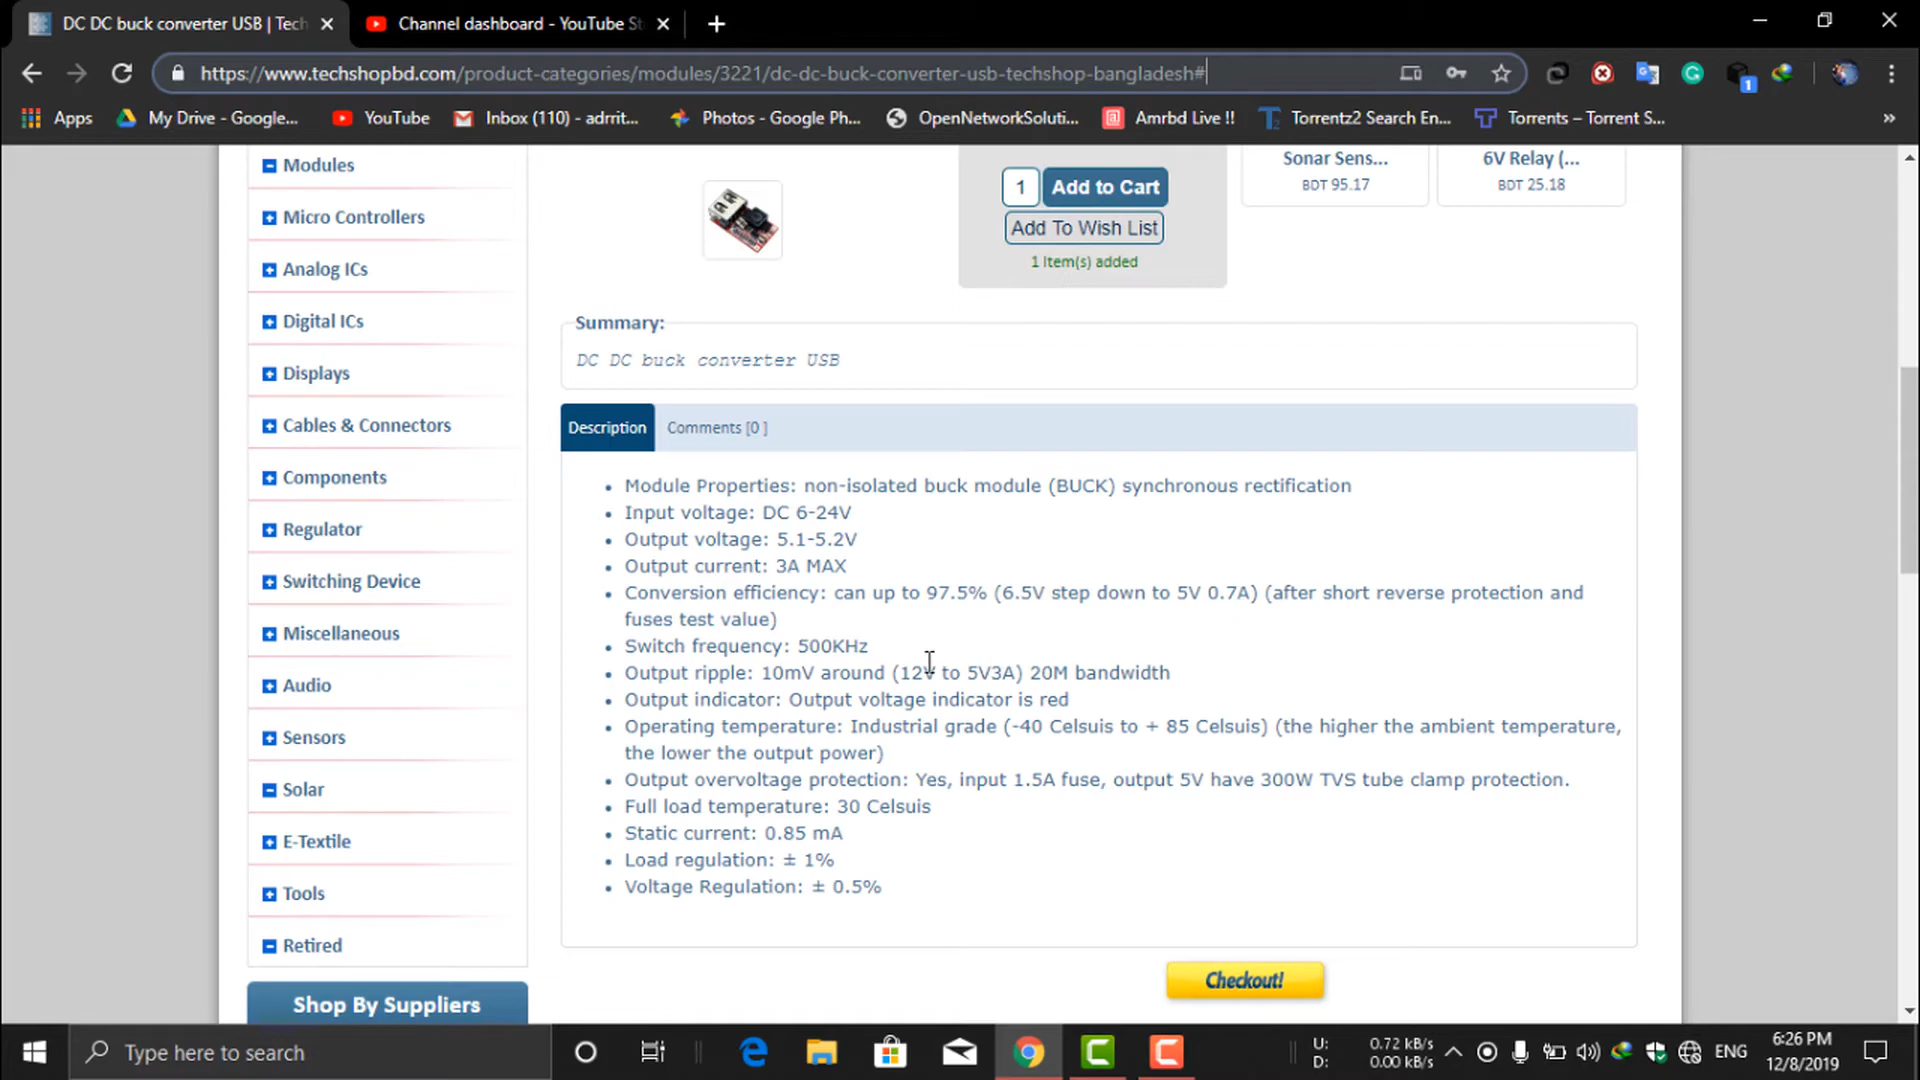 DC DC buck converter USB | Tech
Channel dashboard - YouTube St
https://www.techshopbd.com/product-categories/modules/3221/dc-dc-buck-converter-usb-techshop-bangladesh#
1
Apps
My Drive - Google...
YouTube
Inbox (110) - adrrit...
Photos - Google Ph...
OpenNetworkSoluti...
Amrbd Live !!
Torrentz2 Search En...
Torrents – Torrent S...
»
Modules
Micro Controllers
Analog ICs
Digital ICs
Displays
Cables & Connectors
Components
Regulator
Switching Device
Miscellaneous
Audio
Sensors
Solar
E-Textile
Tools
Retired
Shop By Suppliers
1 Add to Cart
Add To Wish List
1 Item(s) added
Sonar Sens...
BDT 95.17
6V Relay (...
BDT 25.18
Summary:
DC DC buck converter USB
Description
Comments [0 ]
• Module Properties: non-isolated buck module (BUCK) synchronous rectification
• Input voltage: DC 6-24V
• Output voltage: 5.1-5.2V
• Output current: 3A MAX
• Conversion efficiency: can up to 97.5% (6.5V step down to 5V 0.7A) (after short reverse protection and
fuses test value)
• Switch frequency: 500KHz
• Output ripple: 10mV around (12V to 5V3A) 20M bandwidth
• Output indicator: Output voltage indicator is red
• Operating temperature: Industrial grade (-40 Celsuis to + 85 Celsuis) (the higher the ambient temperature,
the lower the output power)
• Output overvoltage protection: Yes, input 1.5A fuse, output 5V have 300W TVS tube clamp protection.
• Full load temperature: 30 Celsuis
• Static current: 0.85 mA
• Load regulation: ± 1%
• Voltage Regulation: ± 0.5%
Checkout!
Type here to search
U: 0.72 kB/s
D: 0.00 kB/s
ENG
6:26 PM
12/8/2019